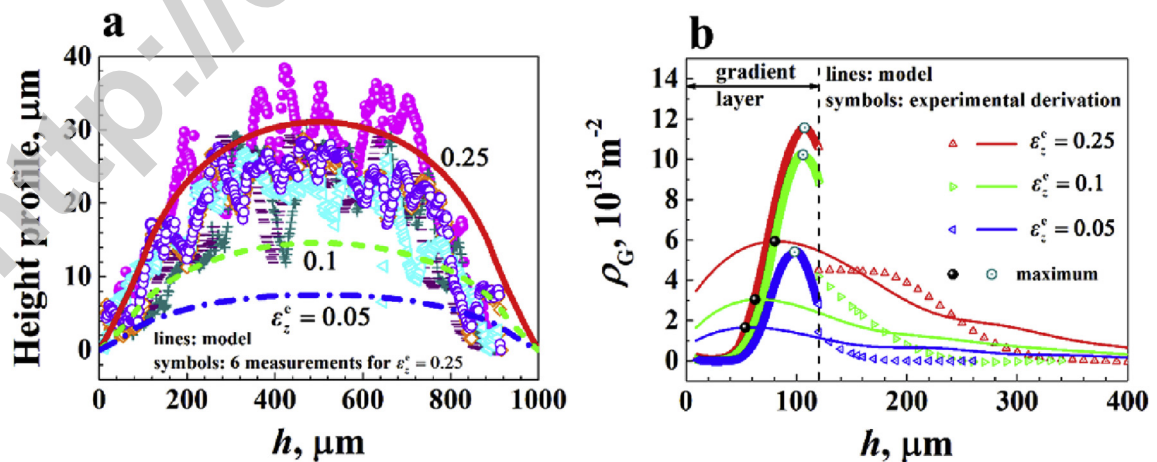 http://
a
Height profile, μm
40
30
20
10
0
0.25
0.1
ε_z^e = 0.05
lines: model
symbols: 6 measurements for ε_z^e = 0.25
0 200 400 600 800 1000
h, μm
b
ρ_G, 10^13 m^-2
14
12
10
8
6
4
2
0
gradient
layer
lines: model
symbols: experimental derivation
ε_z^e = 0.25
ε_z^e = 0.1
ε_z^e = 0.05
maximum
0 100 200 300 400
h, μm